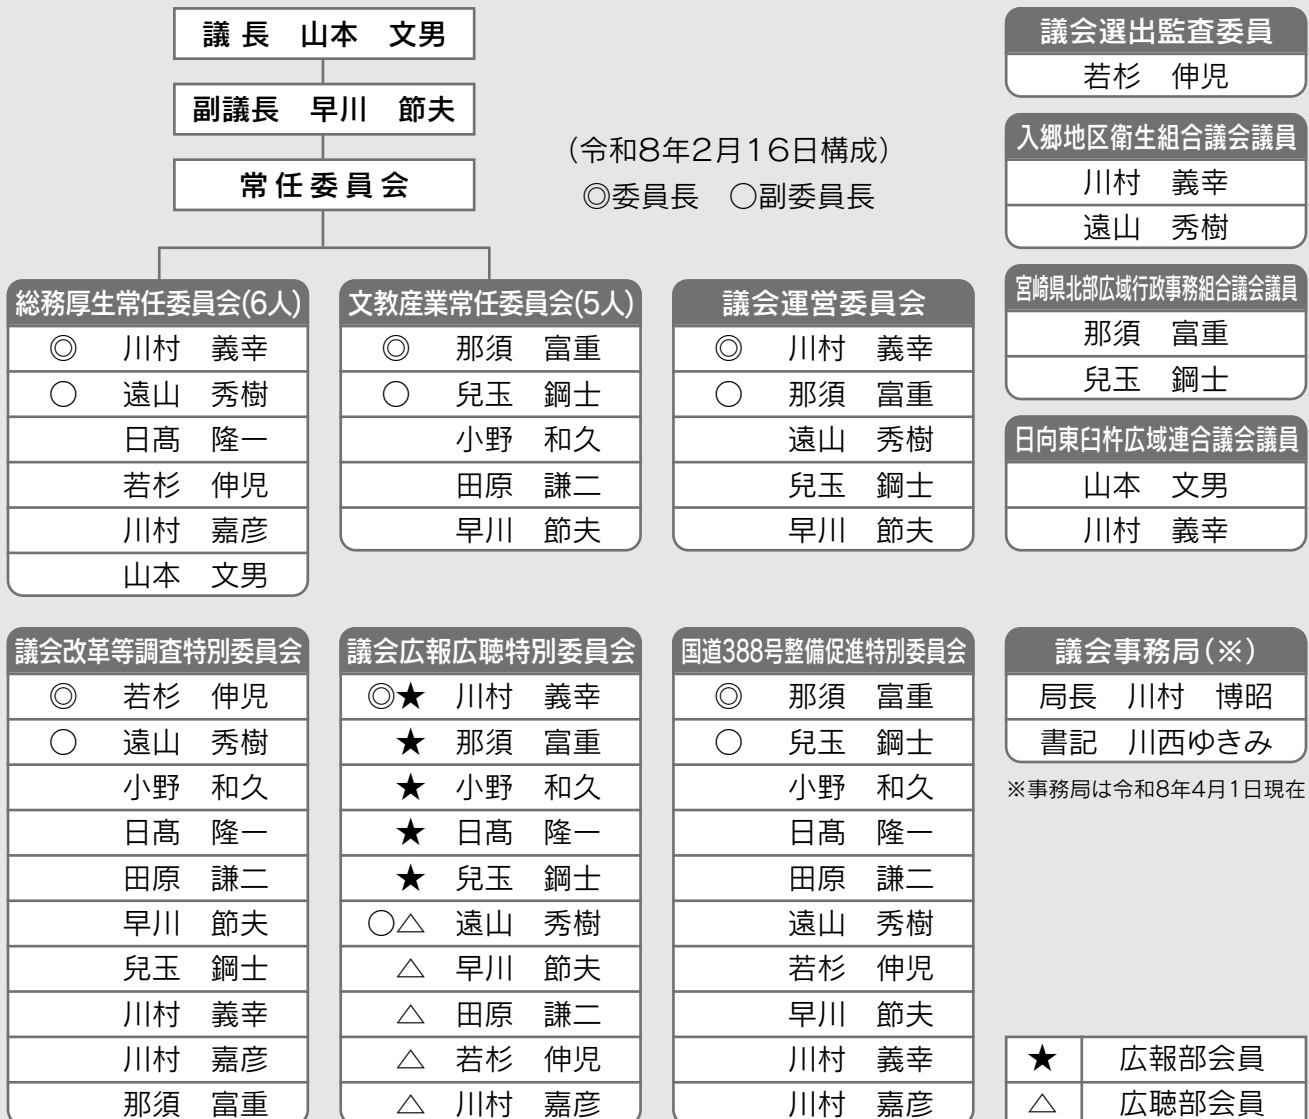 議長 山本 文男
副議長 早川 節夫
常任委員会
(令和8年2月16日構成)
◎委員長 ○副委員長
総務厚生常任委員会(6人)
◎ 川村 義幸
○ 遠山 秀樹
日髙 隆一
若杉 伸児
川村 嘉彦
山本 文男
文教産業常任委員会(5人)
◎ 那須 富重
○ 兒玉 鋼士
小野 和久
田原 謙二
早川 節夫
議会運営委員会
◎ 川村 義幸
○ 那須 富重
遠山 秀樹
兒玉 鋼士
早川 節夫
議会選出監査委員
若杉 伸児
入郷地区衛生組合議会議員
川村 義幸
遠山 秀樹
宮崎県北部広域行政事務組合議会議員
那須 富重
兒玉 鋼士
日向東臼杵広域連合議会議員
山本 文男
川村 義幸
議会改革等調査特別委員会
◎ 若杉 伸児
○ 遠山 秀樹
小野 和久
日髙 隆一
田原 謙二
早川 節夫
兒玉 鋼士
川村 義幸
川村 嘉彦
那須 富重
議会広報広聴特別委員会
◎★ 川村 義幸
★ 那須 富重
★ 小野 和久
★ 日髙 隆一
★ 兒玉 鋼士
○△ 遠山 秀樹
△ 早川 節夫
△ 田原 謙二
△ 若杉 伸児
△ 川村 嘉彦
国道388号整備促進特別委員会
◎ 那須 富重
○ 兒玉 鋼士
小野 和久
日髙 隆一
田原 謙二
遠山 秀樹
若杉 伸児
早川 節夫
川村 義幸
川村 嘉彦
議会事務局(※)
局長 川村 博昭
書記 川西ゆきみ
※事務局は令和8年4月1日現在
★ 広報部会員
△ 広聴部会員